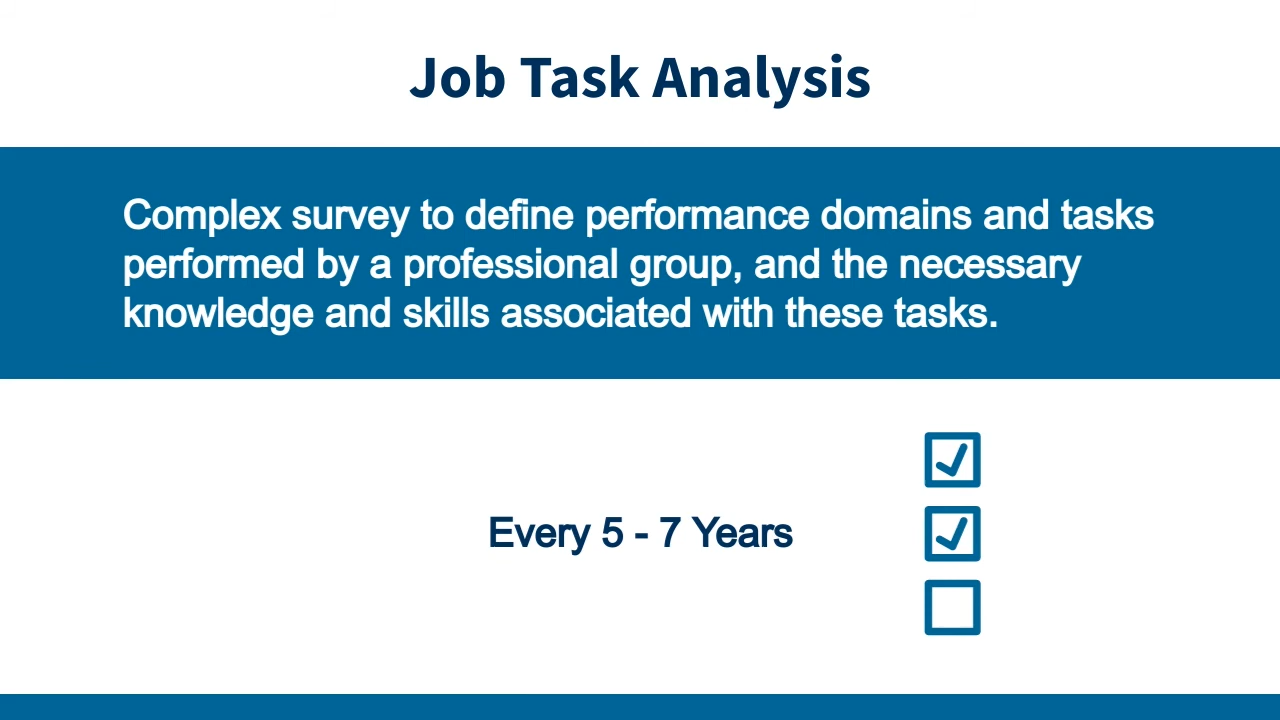 Job Task Analysis
Complex survey to define performance domains and tasks
performed by a professional group, and the necessary
knowledge and skills associated with these tasks.
Every 5 - 7 Years